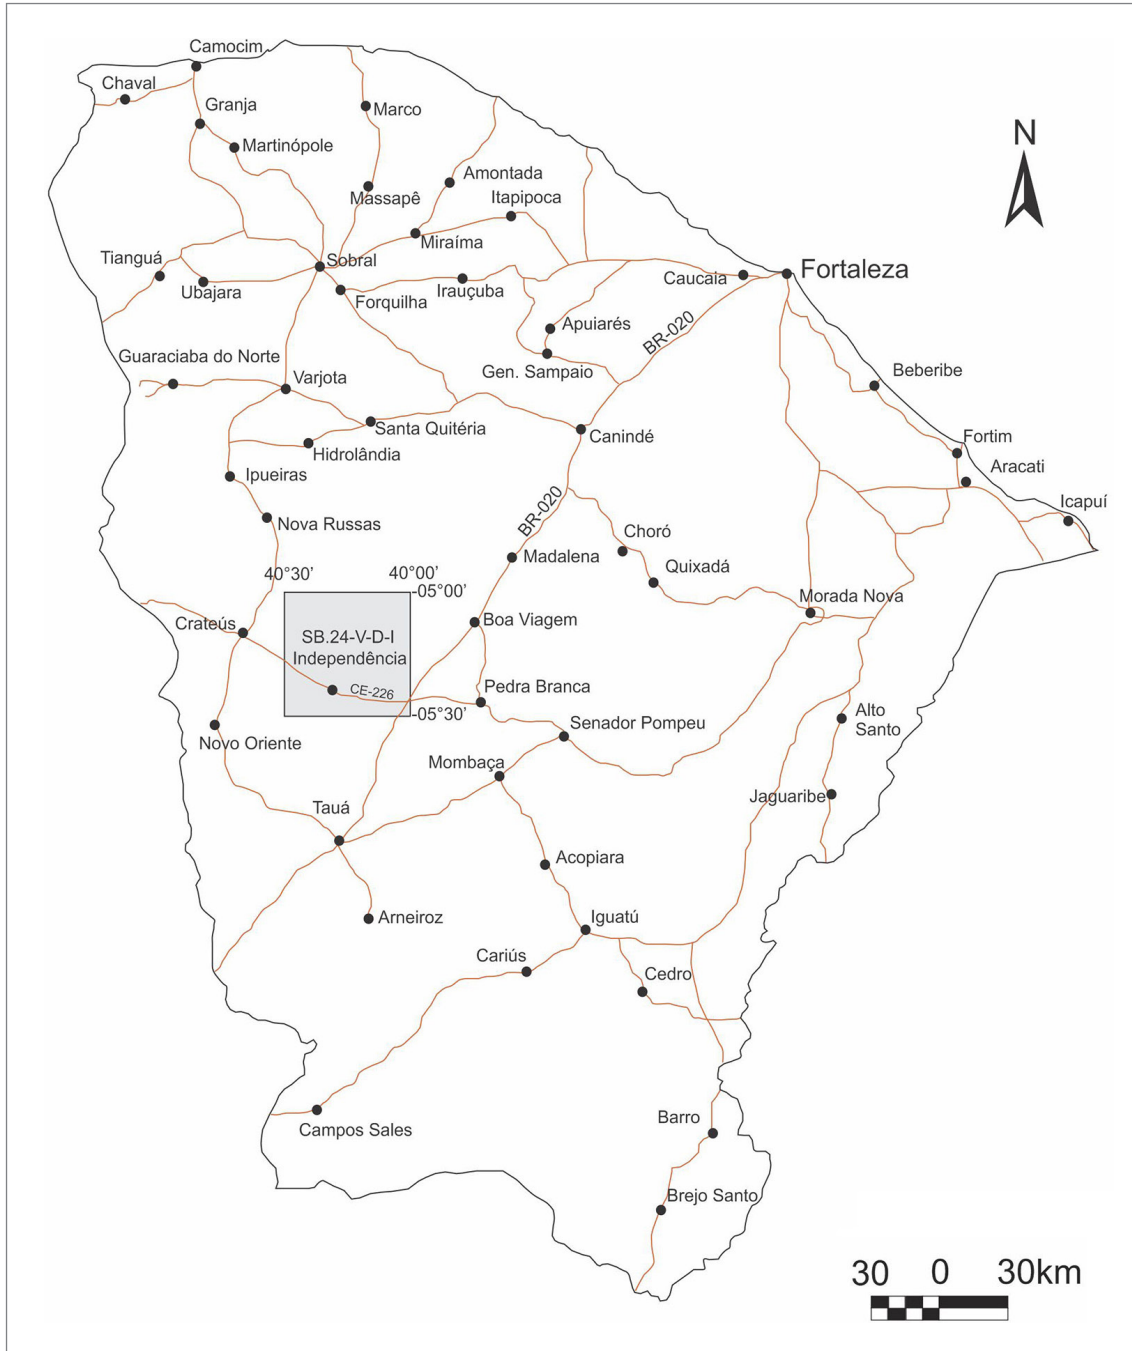 Camocim
Chaval
Granja
Marco
N
Martinópole
Amontada
Massapê
Itapipoca
Miraíma
Tianguá
Sobral
Fortaleza
Caucaia
Ubajara
Irauçuba
Forquilha
Apuiarés
BR-020
Guaraciaba do Norte
Gen. Sampaio
Beberibe
Varjota
Santa Quitéria
Canindé
Fortim
Hidrolândia
Aracati
Ipueiras
Icapuí
BR-020
Nova Russas
Choró
Madalena
Quixadá
40°30’
40°00’
-05°00’
Morada Nova
Crateús
Boa Viagem
SB.24-V-D-I
Independência
CE-226
Pedra Branca
-05°30’
Alto
Santo
Senador Pompeu
Novo Oriente
Mombaça
Jaguaribe
Tauá
Acopiara
Arneiroz
Iguatú
Cariús
Cedro
Barro
Campos Sales
Brejo Santo
30 0 30km